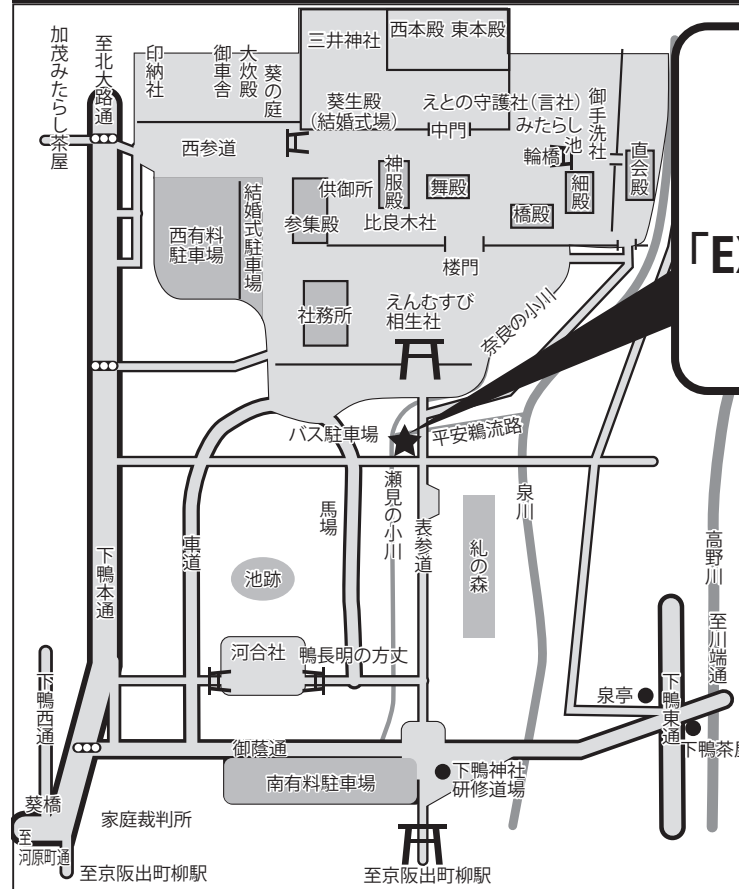 加茂みたらし茶屋
至北大路通
印納社
御車舎
大炊殿
葵の庭
三井神社
西本殿
東本殿
葵生殿
(結婚式場)
えとの守護社(言社)
中門
みたらし
池
御手洗社
輪橋
直会殿
西参道
結婚式駐車場
西有料
駐車場
供御所
神服殿
舞殿
細殿
橋殿
参集殿
比良木社
楼門
社務所
えんむすび
相生社
奈良の小川
「EX
バス駐車場
平安鵜流路
瀬見の小川
表参道
馬場
車道
泉川
糺の森
高野川
至川端通
下鴨本通
池跡
河合社
鴨長明の方丈
泉亭
下鴨東通
下鴨茶屋
下鴨西通
御蔭通
南有料駐車場
下鴨神社
研修道場
葵橋
至
河原町通
家庭裁判所
至京阪出町柳駅
至京阪出町柳駅